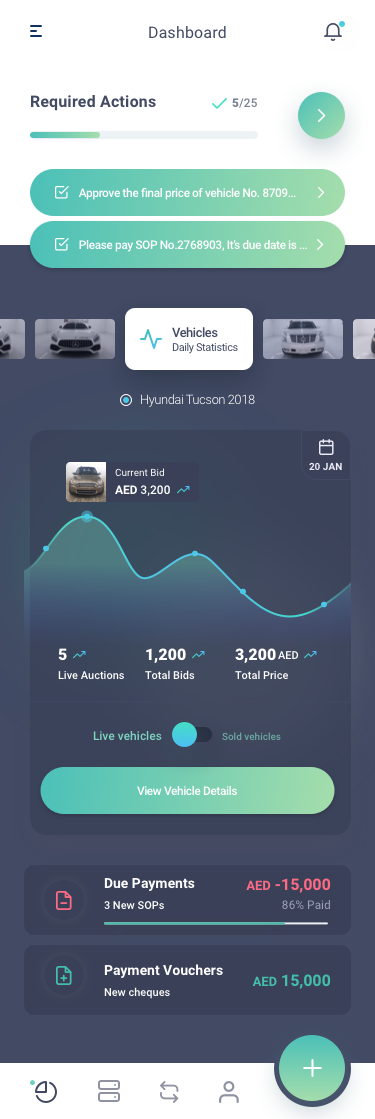 Dashboard
Required Actions
5/25
Approve the final price of vehicle No. 8709...
Please pay SOP No.2768903, It's due date is ...
Vehicles
Daily Statistics
Hyundai Tucson 2018
20 JAN
Current Bid
AED 3,200
5
1,200
3,200 AED
Live Auctions
Total Bids
Total Price
Live vehicles
Sold vehicles
View Vehicle Details
Due Payments
AED -15,000
3 New SOPs
86% Paid
Payment Vouchers
AED 15,000
New cheques